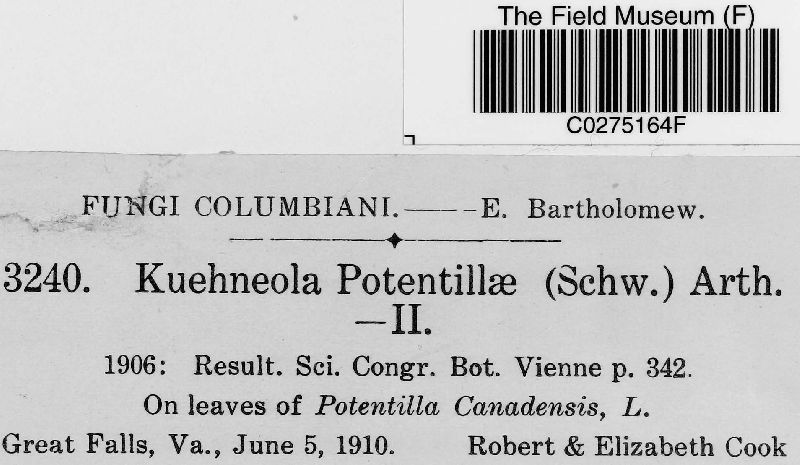 The Field Museum (F)
C0275164F
FUNGI COLUMBIANI.———E. Bartholomew.
3240. Kuehneola Potentillæ (Schw.) Arth.
—II.
1906: Result. Sci. Congr. Bot. Vienne p. 342.
On leaves of Potentilla Canadensis, L.
Great Falls, Va., June 5, 1910. Robert & Elizabeth Cook